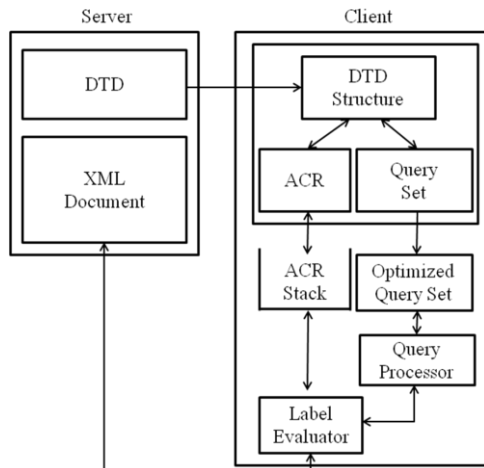 Server
Client
DTD
DTD
Structure
XML
Document
ACR
Query
Set
ACR
Stack
Optimized
Query Set
Query
Processor
Label
Evaluator